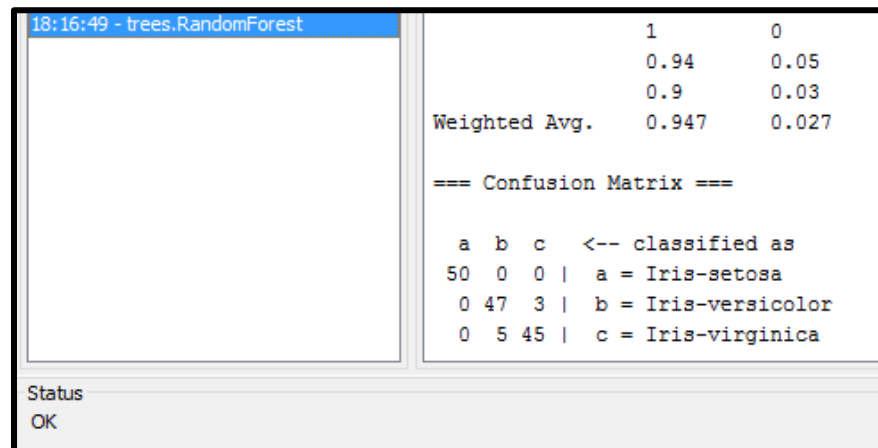 18:16:49 - trees.RandomForest
1 0
0.94 0.05
0.9 0.03
Weighted Avg. 0.947 0.027
=== Confusion Matrix ===
a b c <-- classified as
50 0 0 | a = Iris-setosa
0 47 3 | b = Iris-versicolor
0 5 45 | c = Iris-virginica
Status
OK